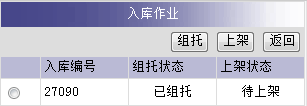 入库作业
组托 上架 返回
入库编号 组托状态 上架状态
27090 已组托 待上架